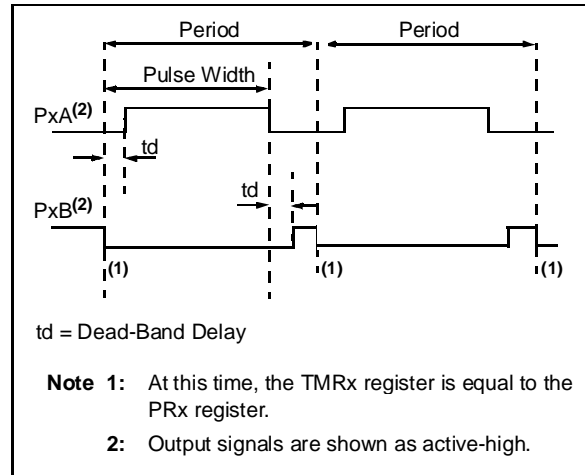 Period Period
Pulse Width
PxA(2)
td
td
PxB(2)
(1) (1) (1)
td = Dead-Band Delay
Note 1: At this time, the TMRx register is equal to the
PRx register.
2: Output signals are shown as active-high.